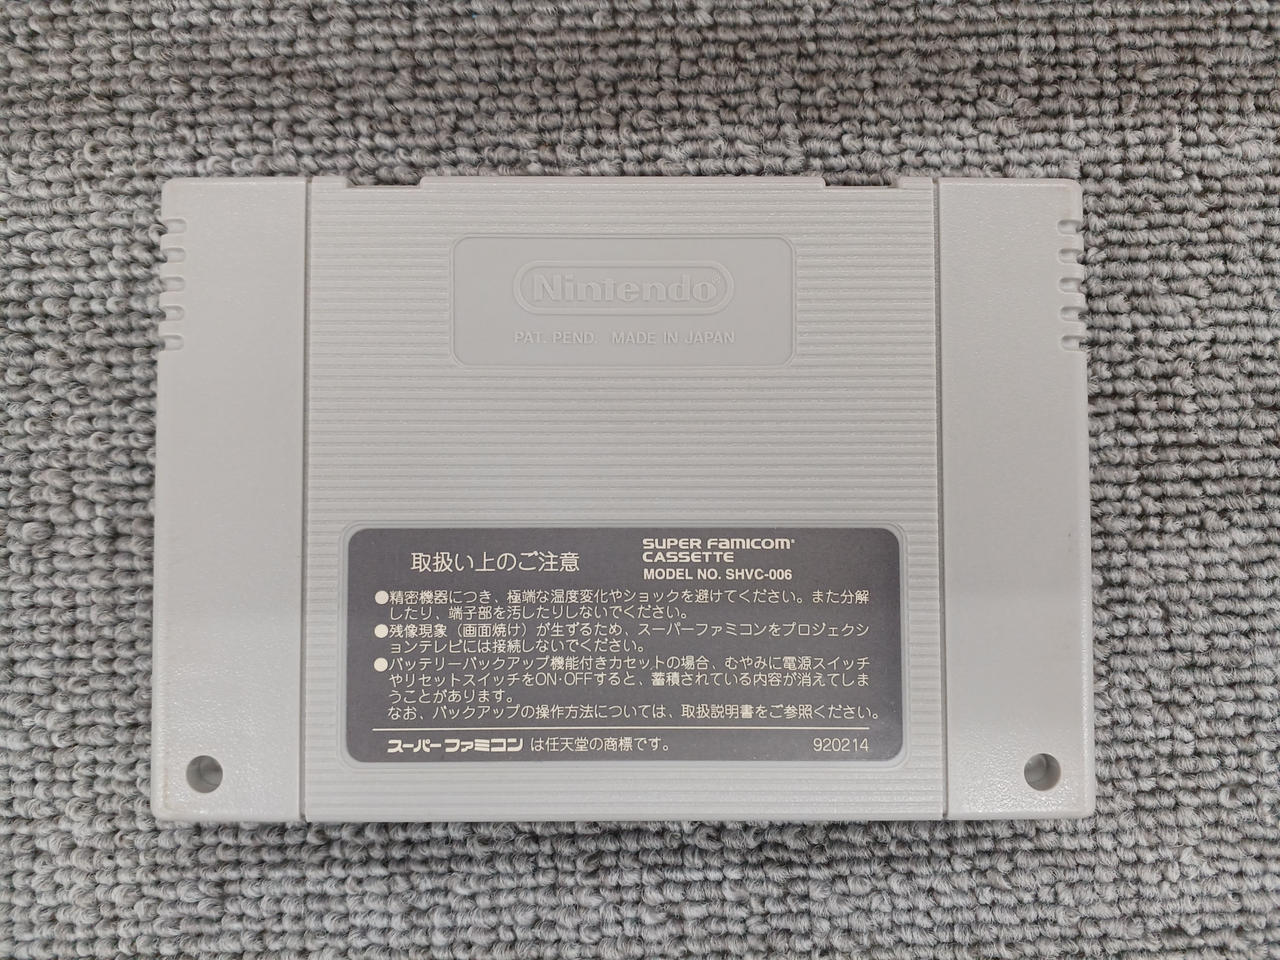 Nintendo®
PAT. PEND. MADE IN JAPAN
取扱い上のご注意
SUPER FAMICOM®
CASSETTE
MODEL NO. SHVC-006
●精密機器につき、極端な温度変化やショックを避けてください。また分解
したり、端子部を汚したりしないでください。
●残像現象（画面焼け）が生ずるため、スーパーファミコンをプロジェクシ
ョンテレビには接続しないでください。
●バッテリーバックアップ機能付きカセットの場合、むやみに電源スイッチ
やリセットスイッチをON・OFFすると、蓄積されている内容が消えてしま
うことがあります。
なお、バックアップの操作方法については、取扱説明書をご参照ください。
スーパーファミコン は任天堂の商標です。
920214